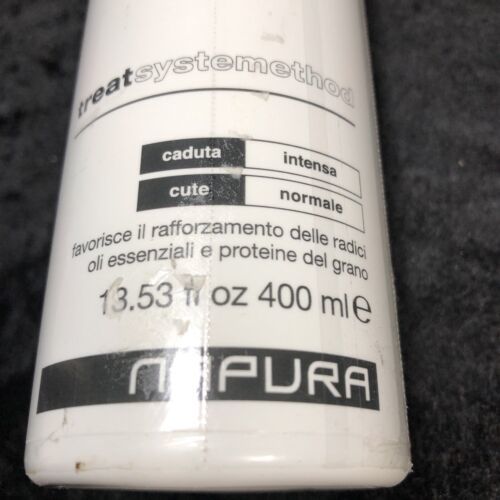 treatsystemethod
caduta intensa
cute normale
favorisce il rafforzamento delle radici
oli essenziali e proteine del grano
13.53 fl oz 400 ml ℮
NAPURA